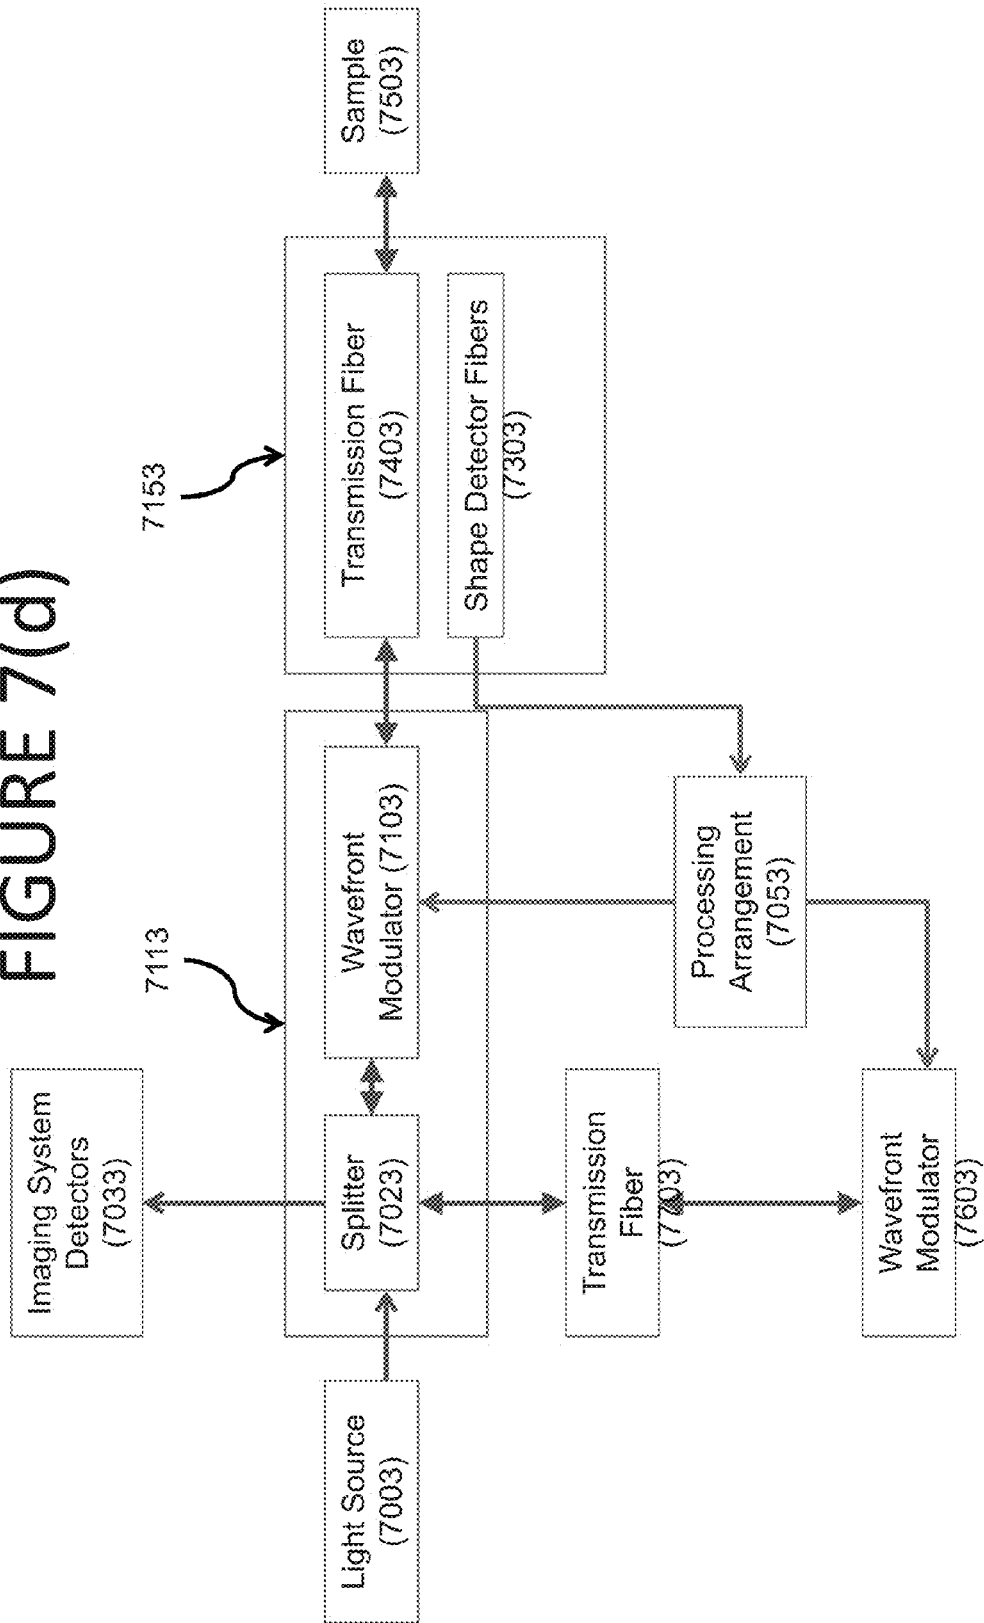 FIGURE 7(d)
Imaging System
Detectors
(7033)
7113
7153
Light Source
(7003)
Splitter
(7023)
Wavefront
Modulator (7103)
Transmission Fiber
(7403)
Sample
(7503)
Shape Detector Fibers
(7303)
Transmission
Fiber
Processing
Arrangement
(7053)
Wavefront
Modulator
(7603)